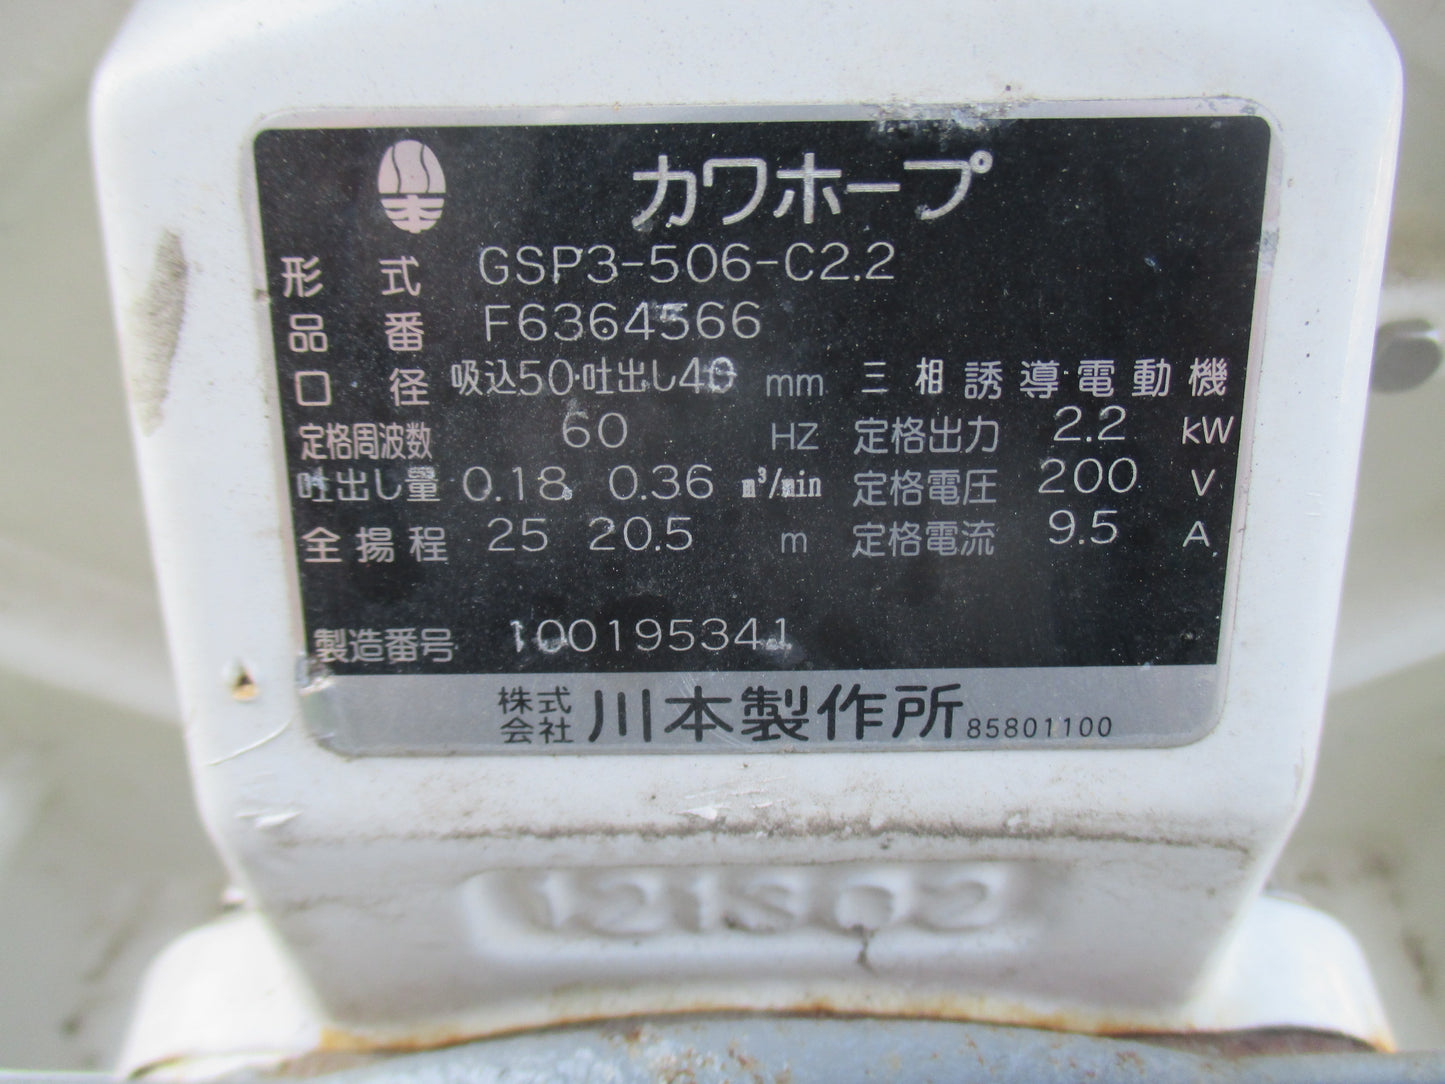 川本
カワホープ
形式 GSP3-506-C2.2
品番 F6364566
口径 吸込50·吐出し40 mm 三相誘導電動機
定格周波数 60 HZ 定格出力 2.2 kW
吐出し量 0.18 0.36 m³/min 定格電圧 200 V
全揚程 25 20.5 m 定格電流 9.5 A
製造番号 100195341
株式会社 川本製作所 85801100